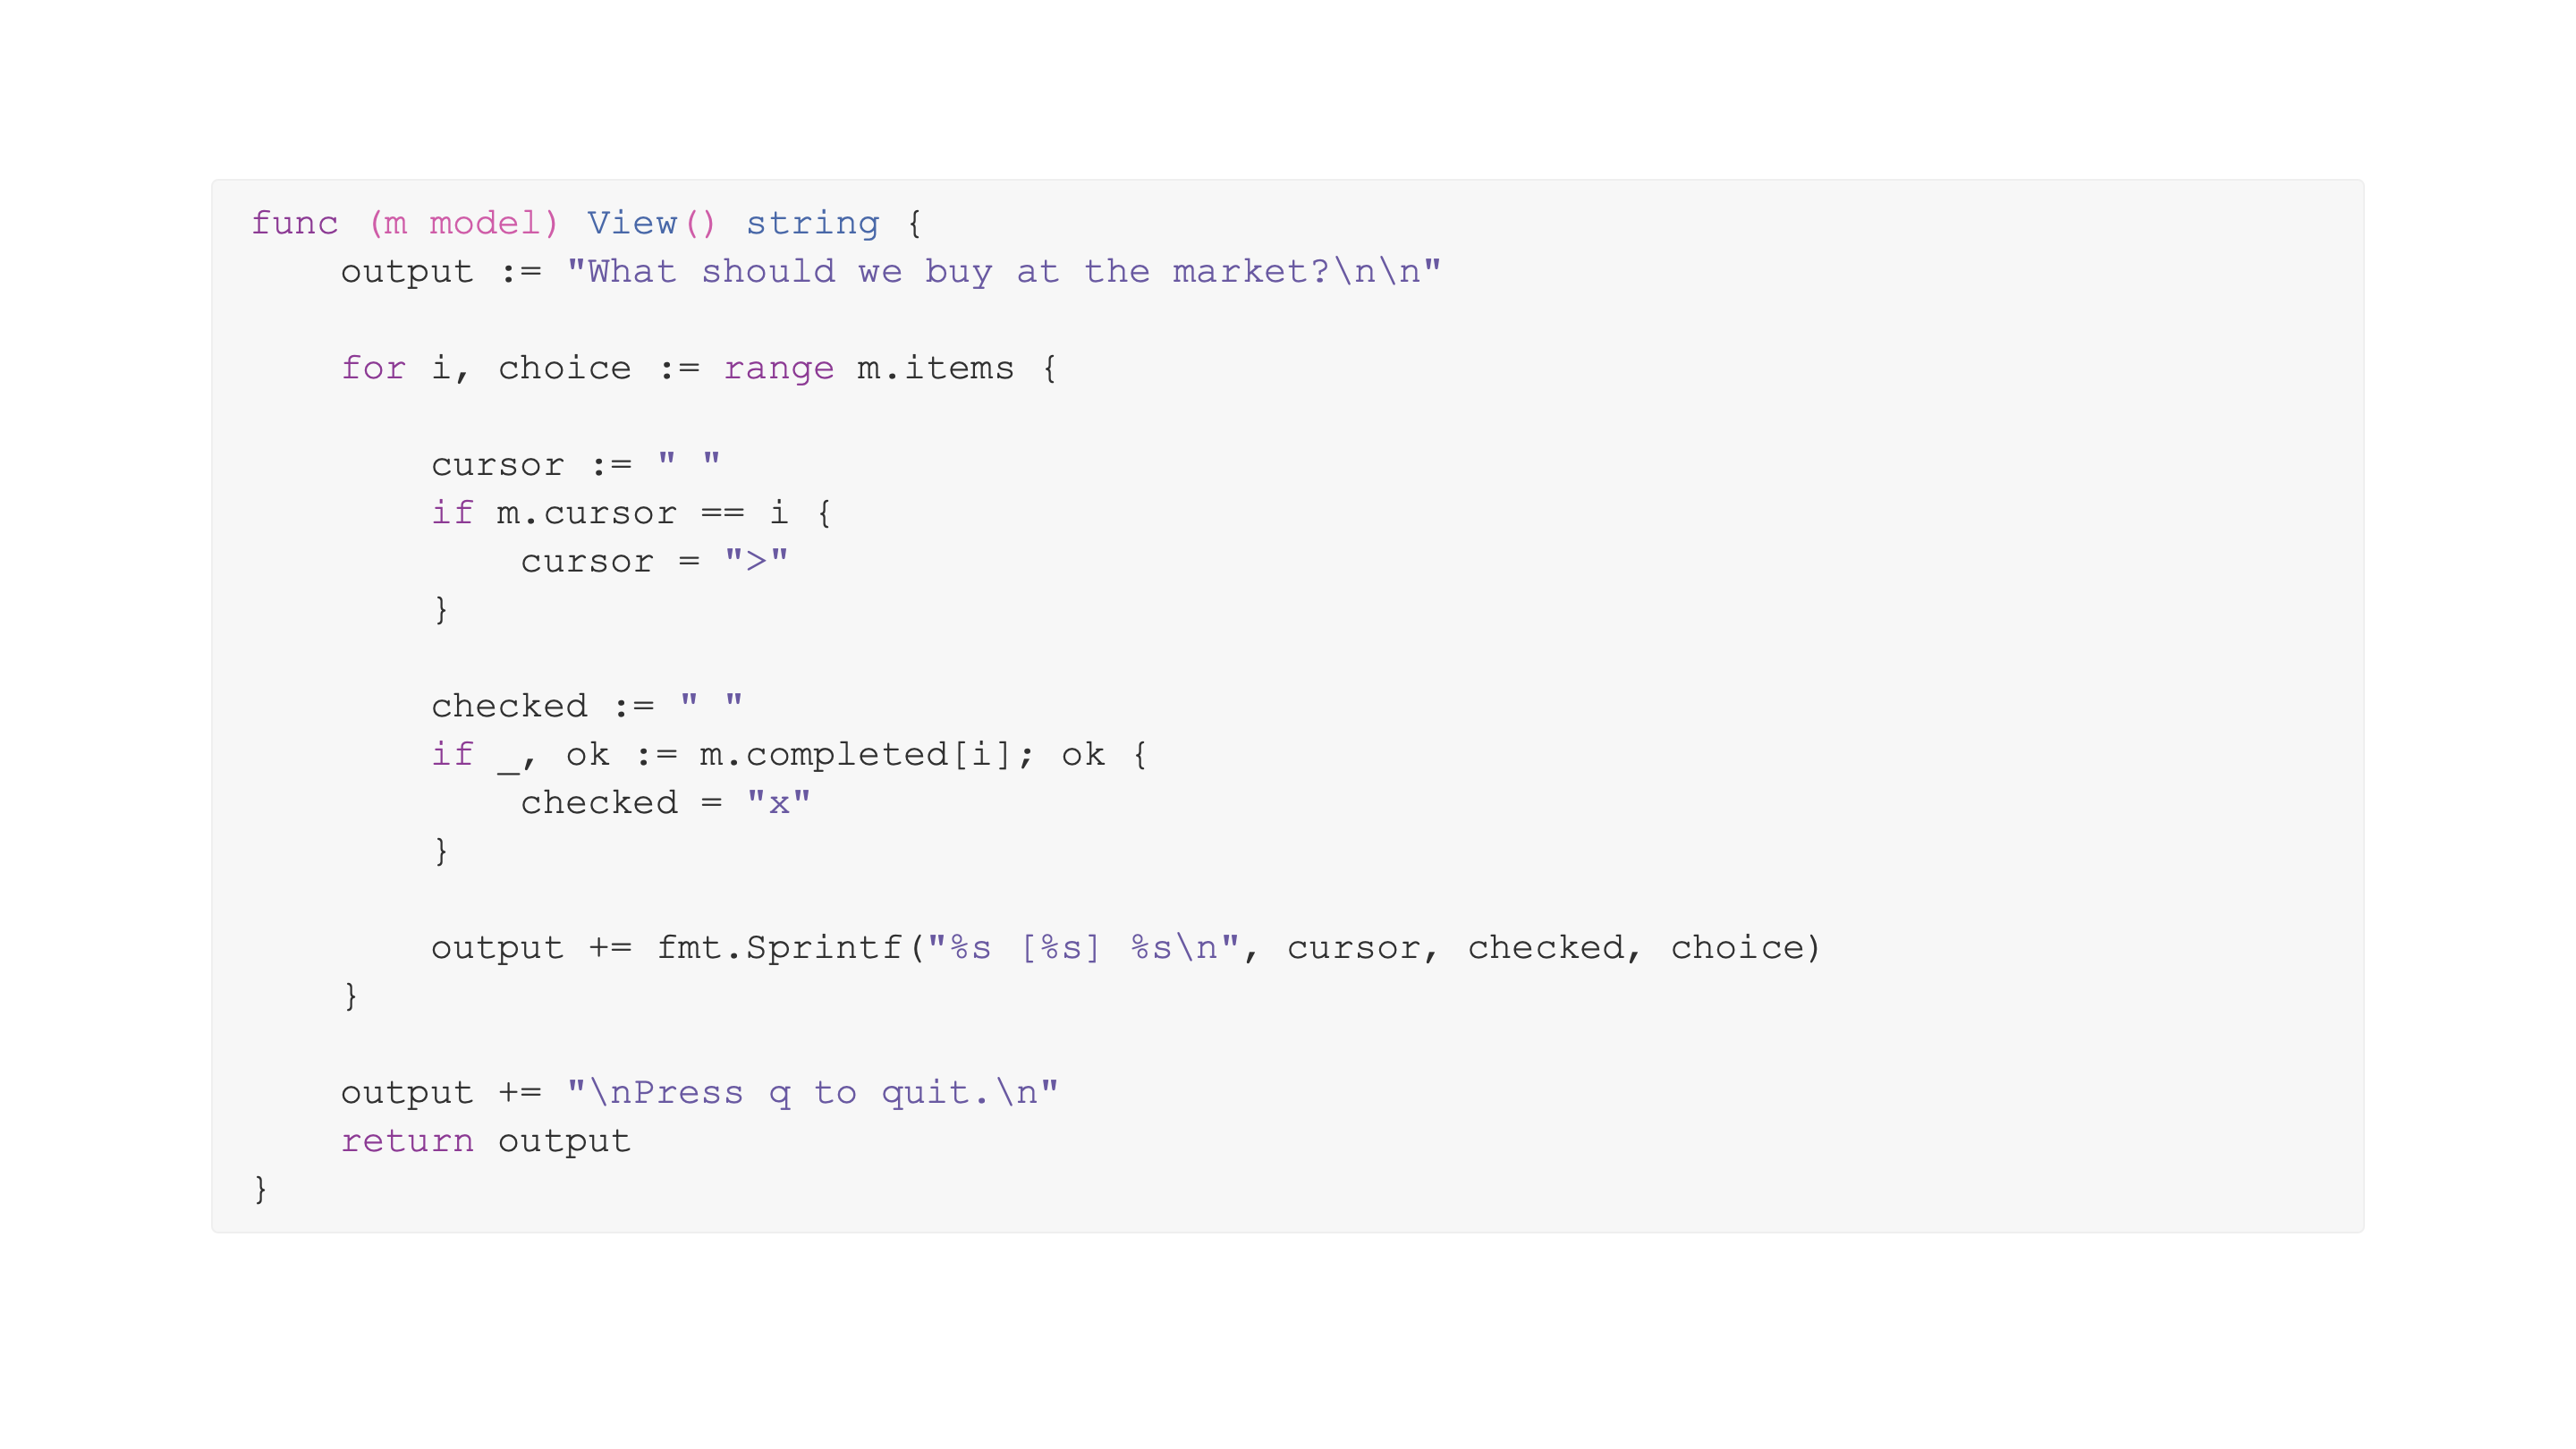 func (m model) View() string {
    output := "What should we buy at the market?\n\n"

    for i, choice := range m.items {

        cursor := " "
        if m.cursor == i {
            cursor = ">"
        }

        checked := " "
        if _, ok := m.completed[i]; ok {
            checked = "x"
        }

        output += fmt.Sprintf("%s [%s] %s\n", cursor, checked, choice)
    }

    output += "\nPress q to quit.\n"
    return output
}